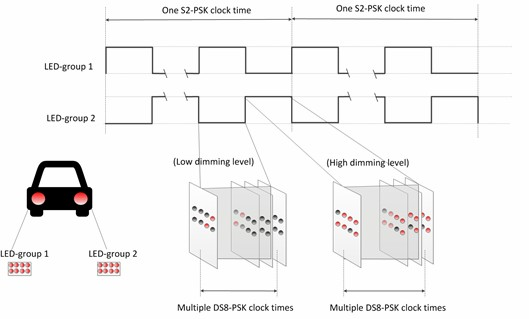 One S2-PSK clock time
One S2-PSK clock time
LED-group 1
LED-group 2
(Low dimming level)
(High dimming level)
LED-group 1
LED-group 2
Multiple DS8-PSK clock times
Multiple DS8-PSK clock times